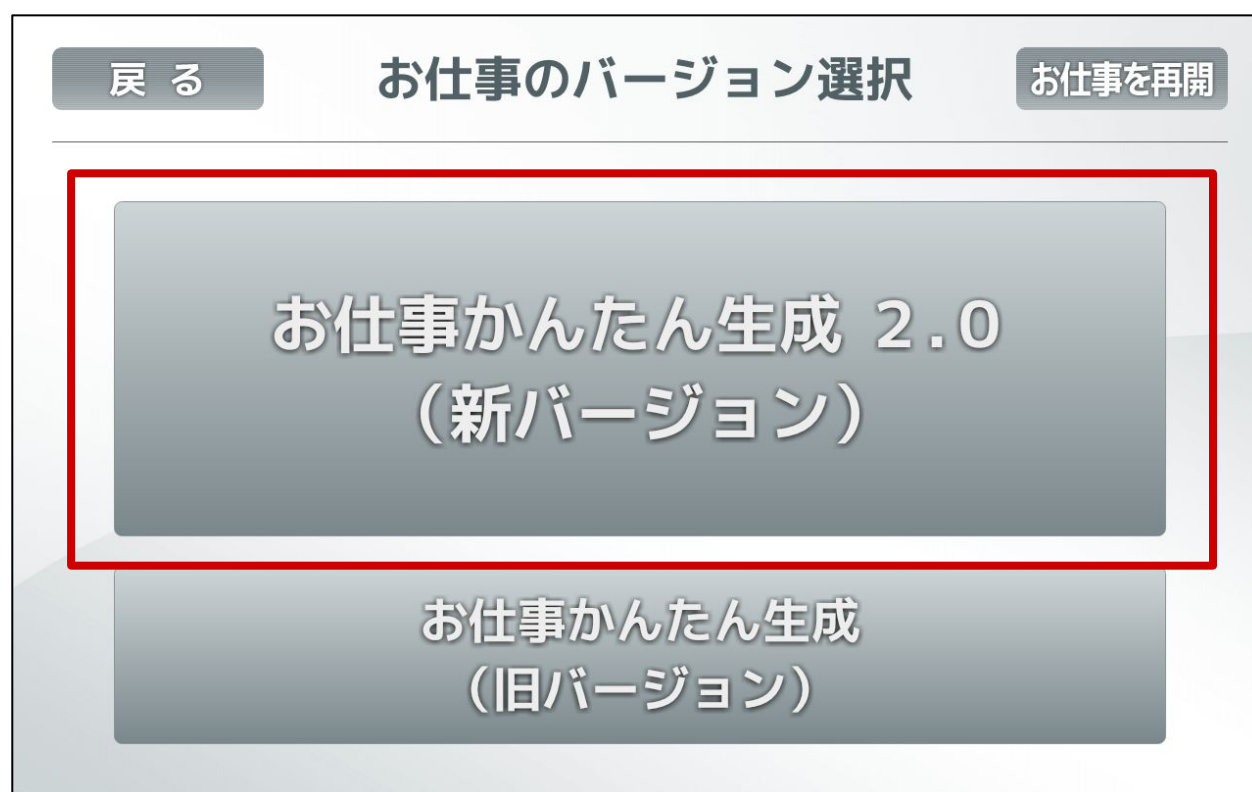 戻 る
お仕事のバージョン選択
お仕事を再開
お仕事かんたん生成 ２.０
（新バージョン）
お仕事かんたん生成
（旧バージョン）